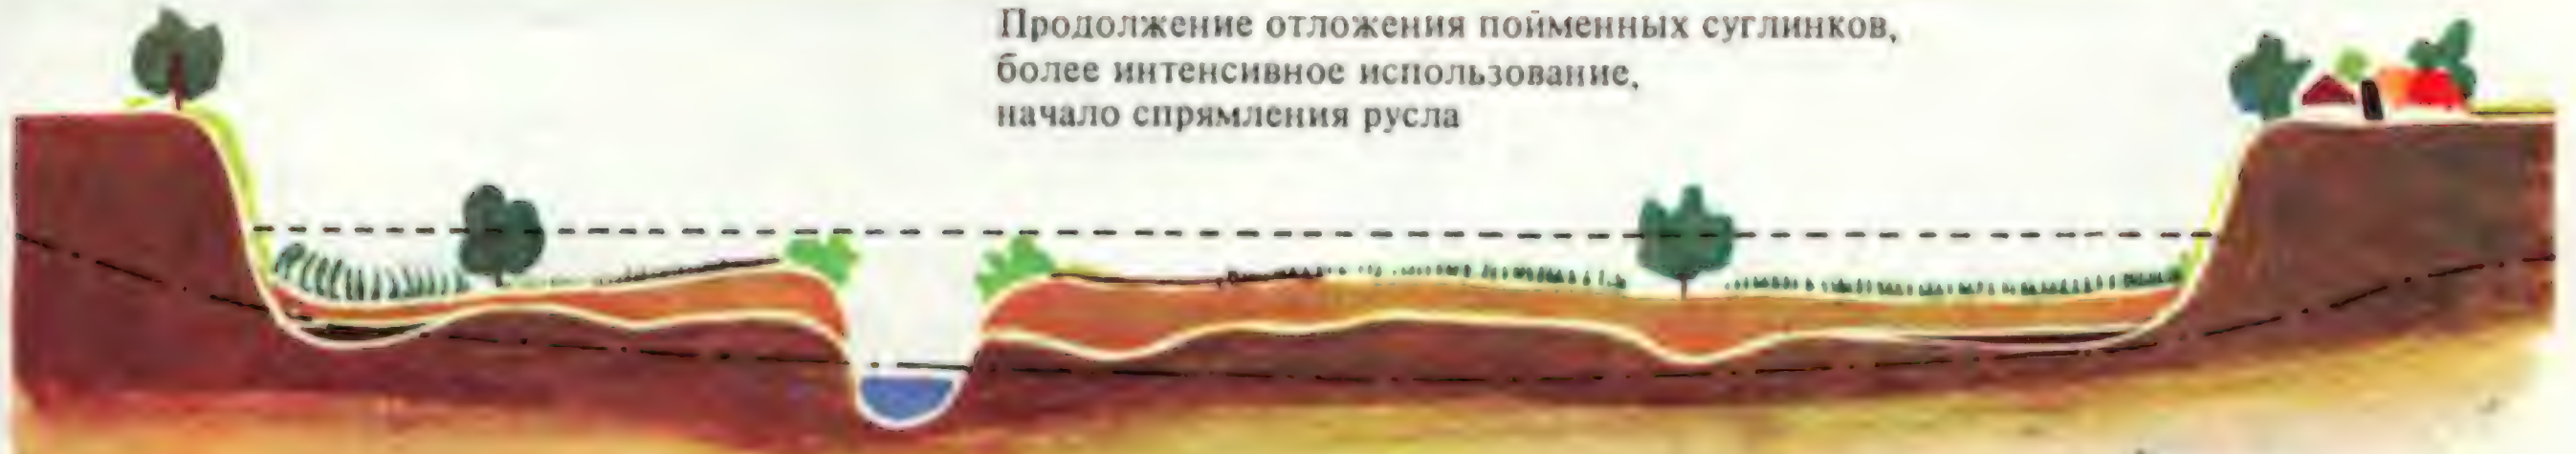 Продолжение отложения пойменных суглинков,
более интенсивное использование,
начало спрямления русла